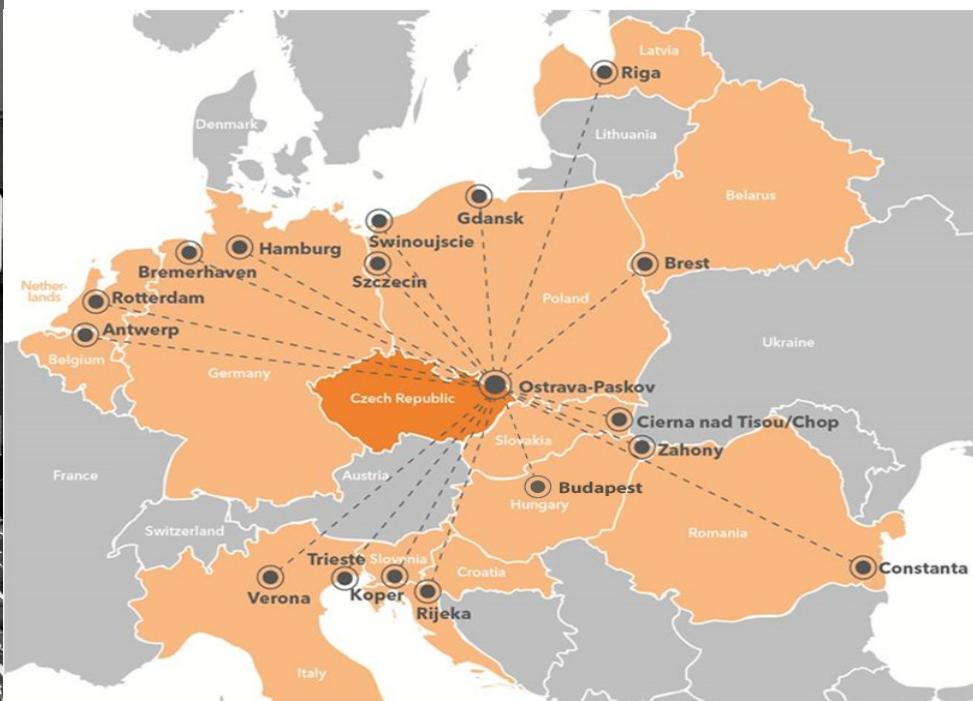 Latvia
Riga
Denmark
Lithuania
Belarus
Gdansk
Swinoujscie
Hamburg
Bremerhaven
Brest
Szczecin
Nether-
lands
Rotterdam
Poland
Antwerp
Ukraine
Belgium
Germany
Ostrava-Paskov
Czech Republic
Cierna nad Tisou/Chop
Slovakia
Zahony
France
Austria
Budapest
Hungary
Switzerland
Romania
Trieste
Slovenia
Constanta
Croatia
Verona
Koper
Rijeka
Italy